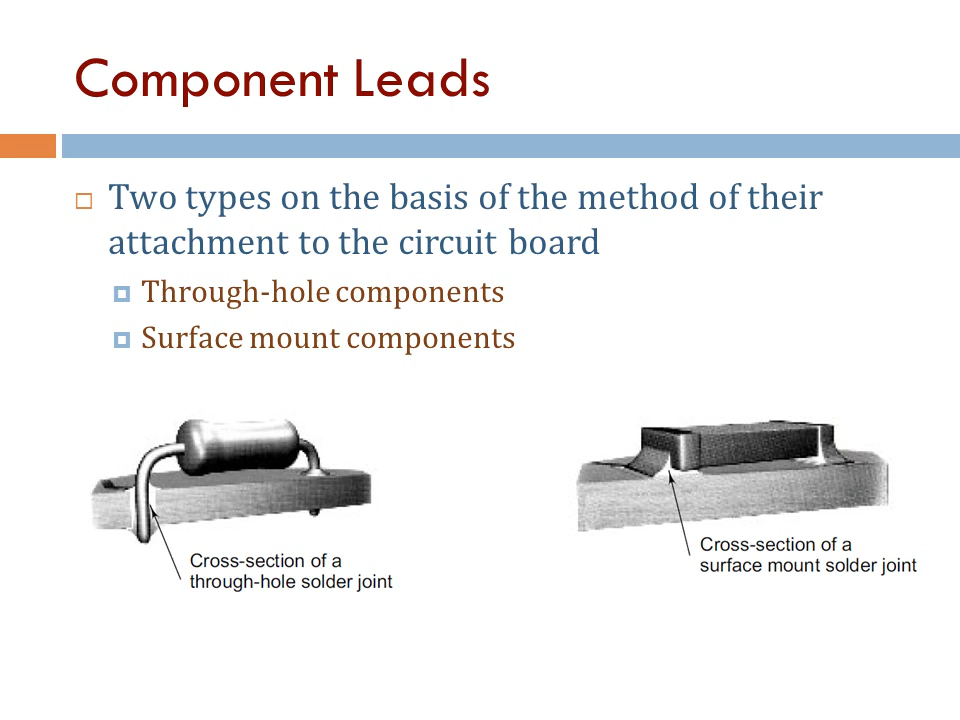 Component Leads
Two types on the basis of the method of their
attachment to the circuit board
Through-hole components
Surface mount components
Cross-section of a
through-hole solder joint
Cross-section of a
surface mount solder joint